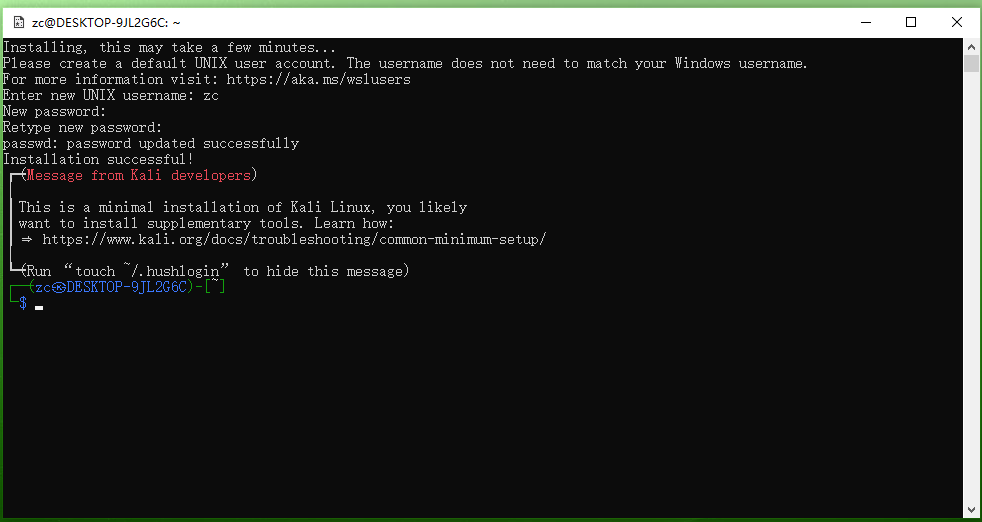 zc@DESKTOP-9JL2G6C: ~
Installing, this may take a few minutes...
Please create a default UNIX user account. The username does not need to match your Windows username.
For more information visit: https://aka.ms/wslusers
Enter new UNIX username: zc
New password:
Retype new password:
passwd: password updated successfully
Installation successful!
┏━(Message from Kali developers)
┃
┃ This is a minimal installation of Kali Linux, you likely
┃ want to install supplementary tools. Learn how:
┃ ⇒ https://www.kali.org/docs/troubleshooting/common-minimum-setup/
┃
┗━(Run “touch ~/.hushlogin” to hide this message)
┌──(zc㉿DESKTOP-9JL2G6C)-[~]
└─$